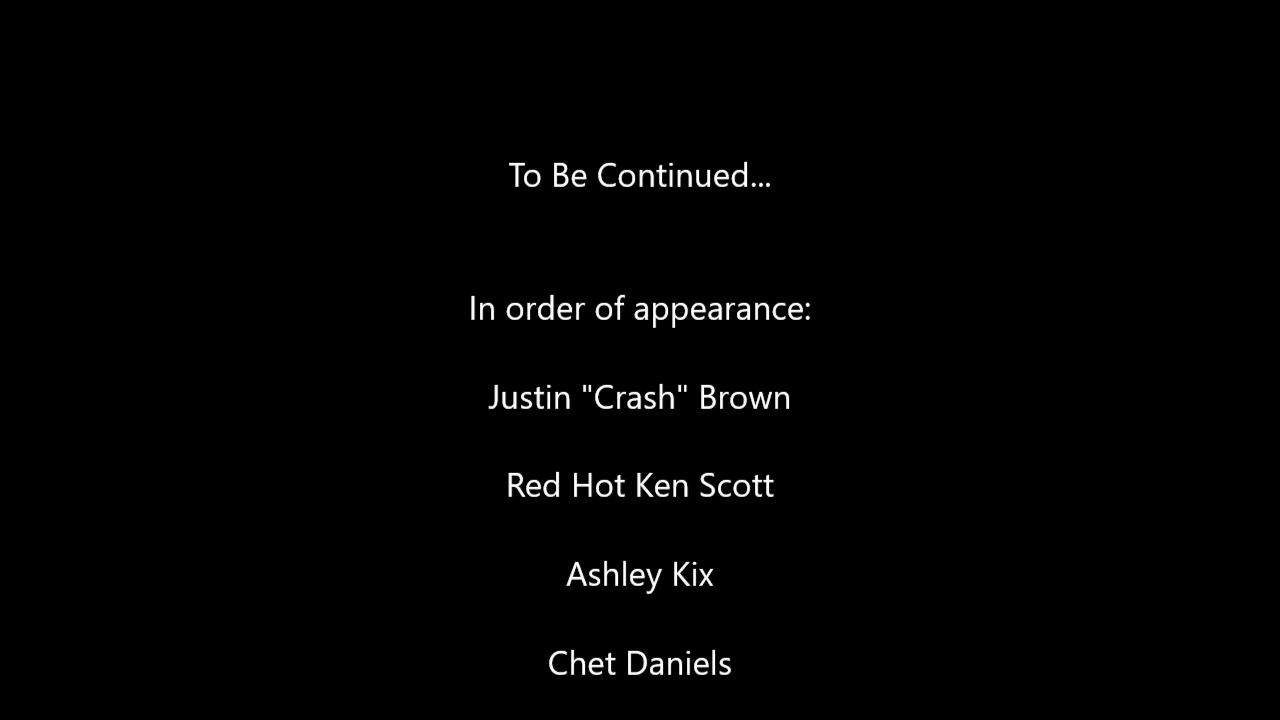 To Be Continued...
In order of appearance:
Justin "Crash" Brown
Red Hot Ken Scott
Ashley Kix
Chet Daniels